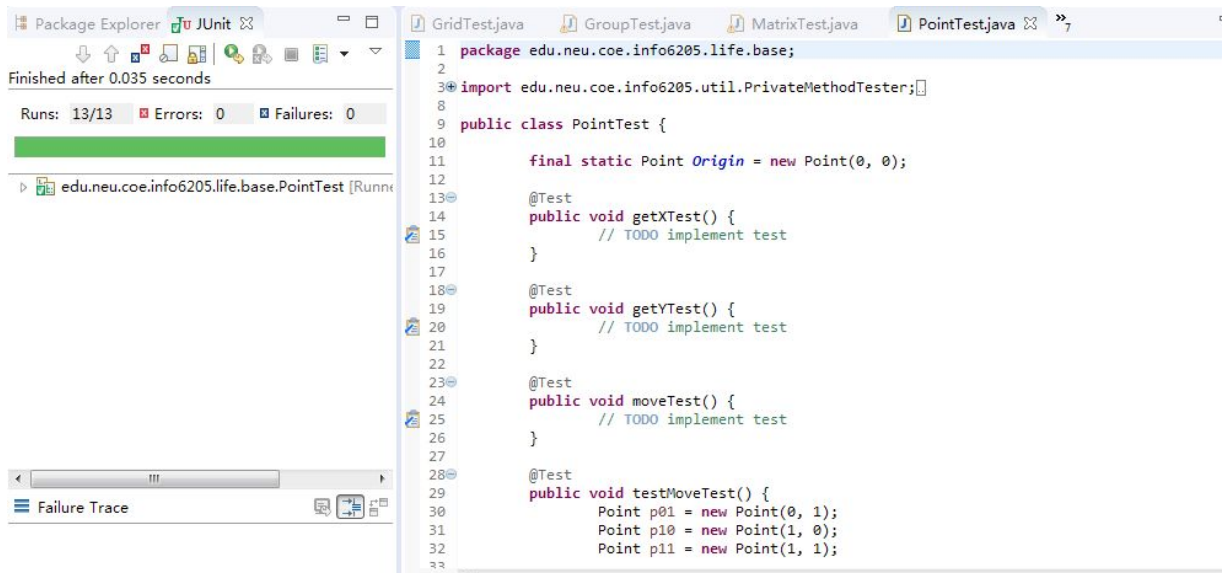 Package Explorer JUnit
Finished after 0.035 seconds
Runs: 13/13 Errors: 0 Failures: 0
edu.neu.coe.info6205.life.base.PointTest [Runne
Failure Trace
GridTest.java GroupTest.java MatrixTest.java PointTest.java »7
1 package edu.neu.coe.info6205.life.base;
2
3 import edu.neu.coe.info6205.util.PrivateMethodTester;
8
9 public class PointTest {
10
11 final static Point Origin = new Point(0, 0);
12
13 @Test
14 public void getXTest() {
15 // TODO implement test
16 }
17
18 @Test
19 public void getYTest() {
20 // TODO implement test
21 }
22
23 @Test
24 public void moveTest() {
25 // TODO implement test
26 }
27
28 @Test
29 public void testMoveTest() {
30 Point p01 = new Point(0, 1);
31 Point p10 = new Point(1, 0);
32 Point p11 = new Point(1, 1);
33